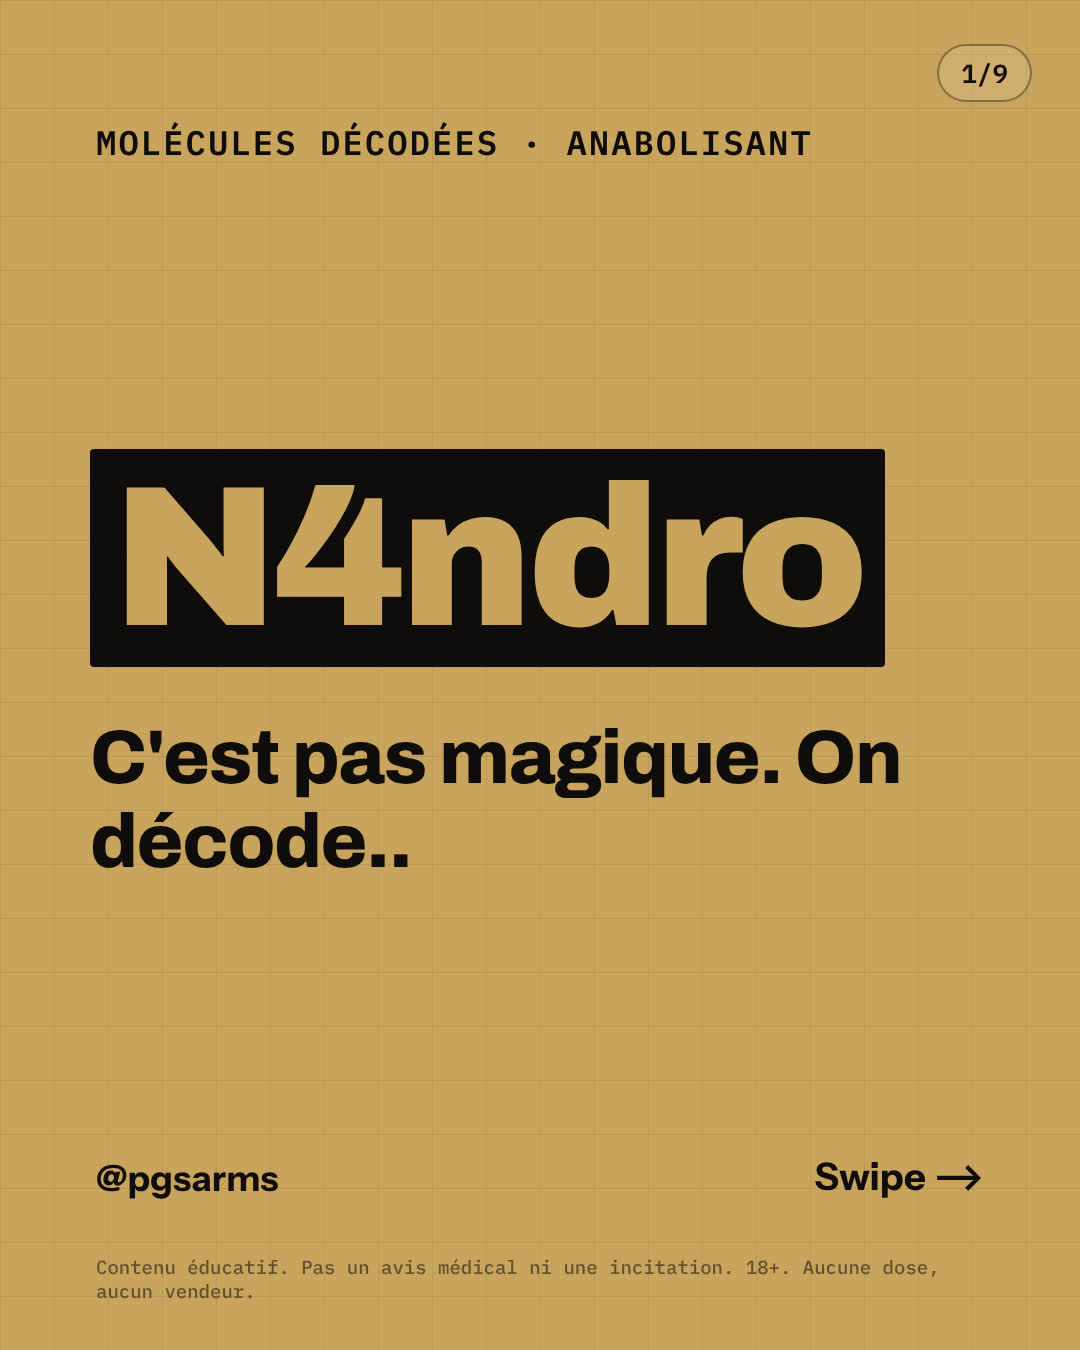 1/9
MOLÉCULES DÉCODÉES · ANABOLISANT
N4ndro
C'est pas magique. On
décode..
@pgsarms
Swipe →
Contenu éducatif. Pas un avis médical ni une incitation. 18+. Aucune dose,
aucun vendeur.